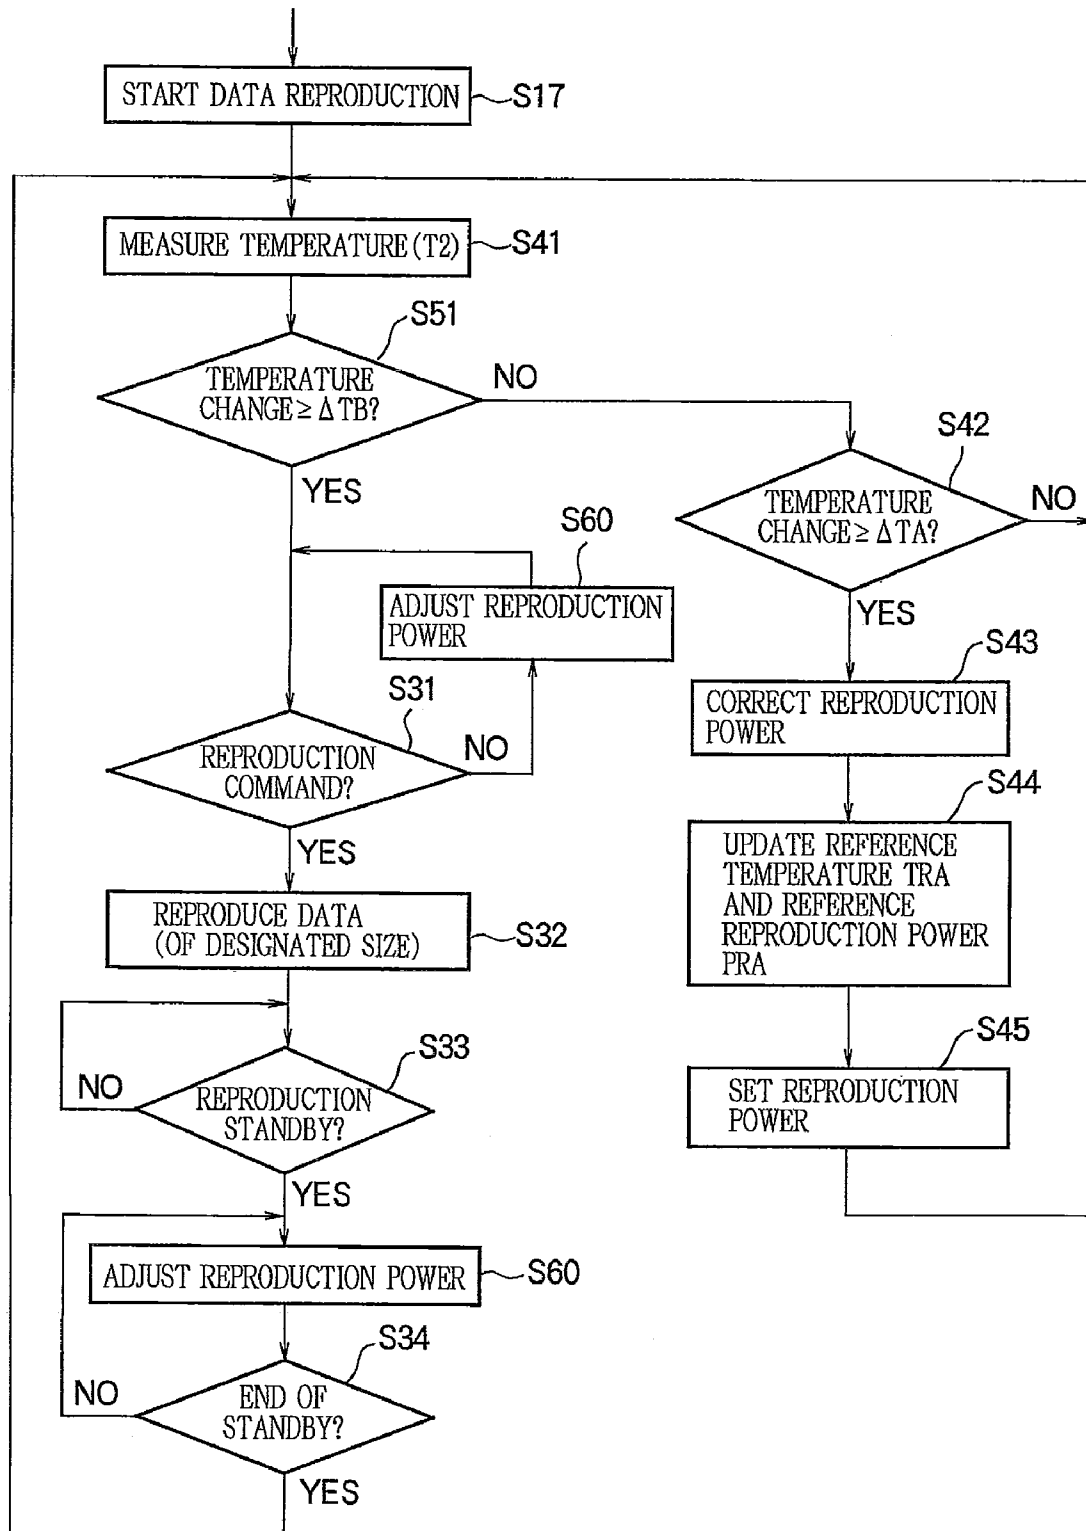 START DATA REPRODUCTION
S17
MEASURE TEMPERATURE (T2)
S41
S51
TEMPERATURE
CHANGE ≥ ΔTB?
NO
YES
S42
TEMPERATURE
CHANGE ≥ ΔTA?
NO
YES
S60
ADJUST REPRODUCTION
POWER
S43
CORRECT REPRODUCTION
POWER
S31
REPRODUCTION
COMMAND?
NO
YES
S44
UPDATE REFERENCE
TEMPERATURE TRA
AND REFERENCE
REPRODUCTION POWER
PRA
REPRODUCE DATA
(OF DESIGNATED SIZE)
S32
S33
REPRODUCTION
STANDBY?
NO
YES
S45
SET REPRODUCTION
POWER
ADJUST REPRODUCTION POWER
S60
S34
END OF
STANDBY?
NO
YES